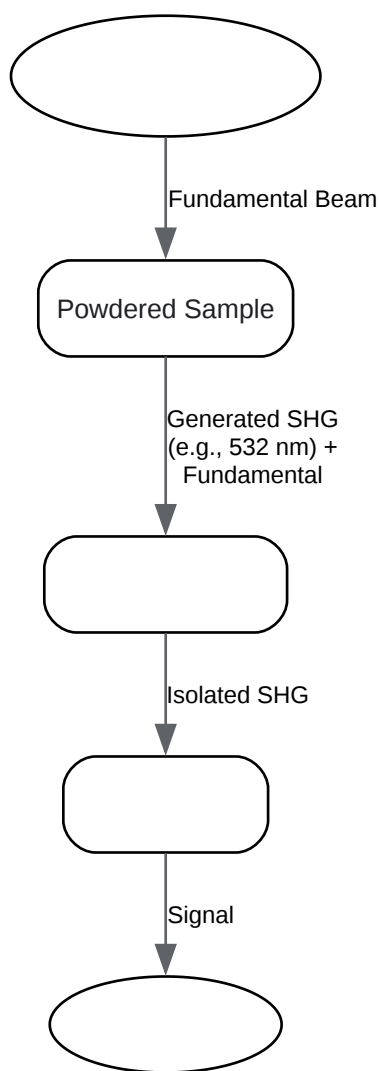 Fundamental Beam
Powdered Sample
Generated SHG
(e.g., 532 nm) +
Fundamental
Isolated SHG
Signal